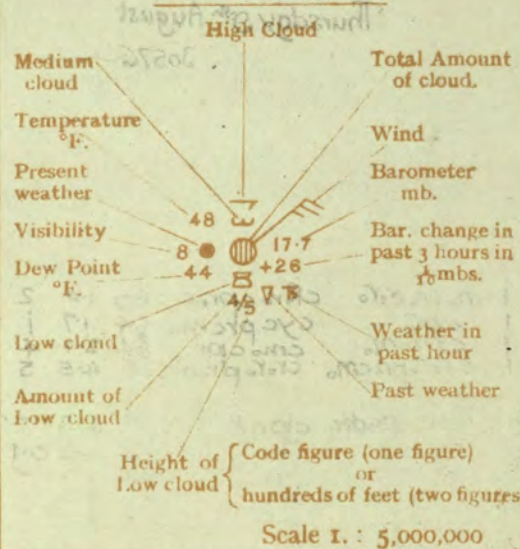 Thursday August
High Cloud
Medium
cloud
Total Amount
of cloud.
Temperature
°F.
Wind
Present
weather
Barometer
mb.
Visibility
Bar. change in
past 3 hours in
1/10 mbs.
48
8
17·7
44
+26
4/5
Dew Point
°F.
Low cloud
Weather in
past hour
Amount of
Low cloud
Past weather
Height of
Low cloud
Code figure (one figure)
or
hundreds of feet (two figures
Scale 1. : 5,000,000